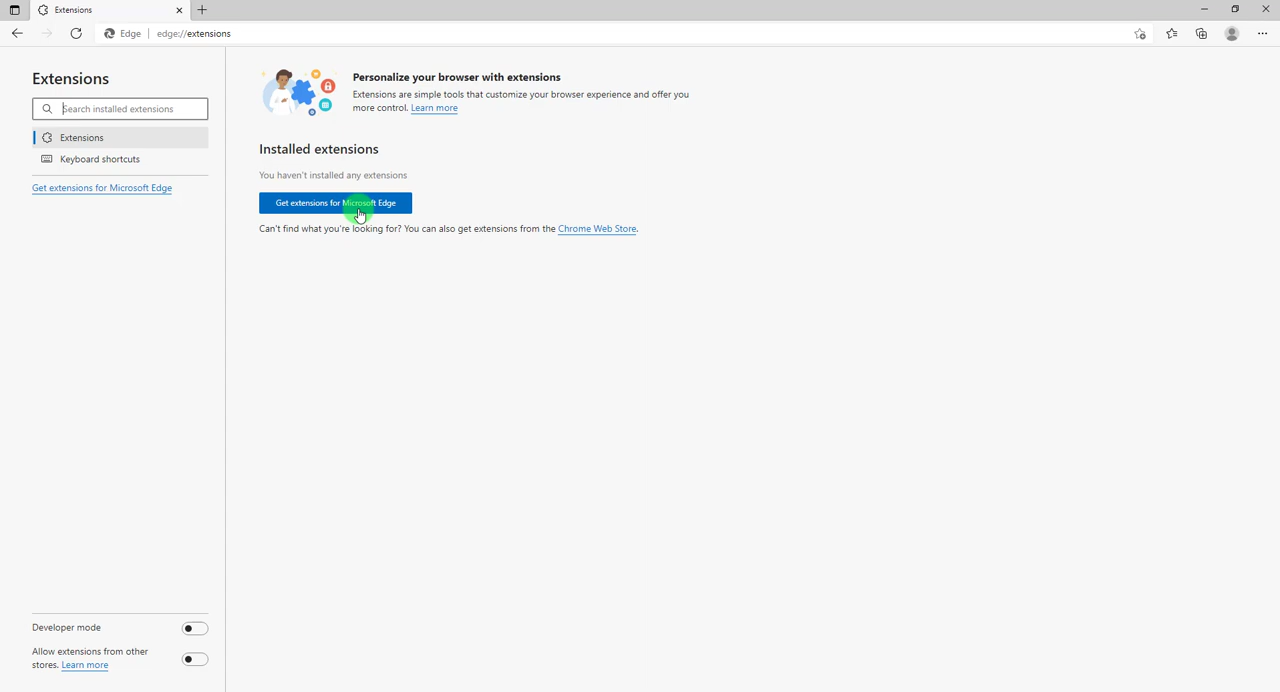 Extensions
Edge
edge://extensions
Extensions
Search installed extensions
Extensions
Keyboard shortcuts
Get extensions for Microsoft Edge
Personalize your browser with extensions
Extensions are simple tools that customize your browser experience and offer you
more control. Learn more
Installed extensions
You haven't installed any extensions
Get extensions for Microsoft Edge
Can't find what you're looking for? You can also get extensions from the Chrome Web Store.
Developer mode
Allow extensions from other
stores. Learn more